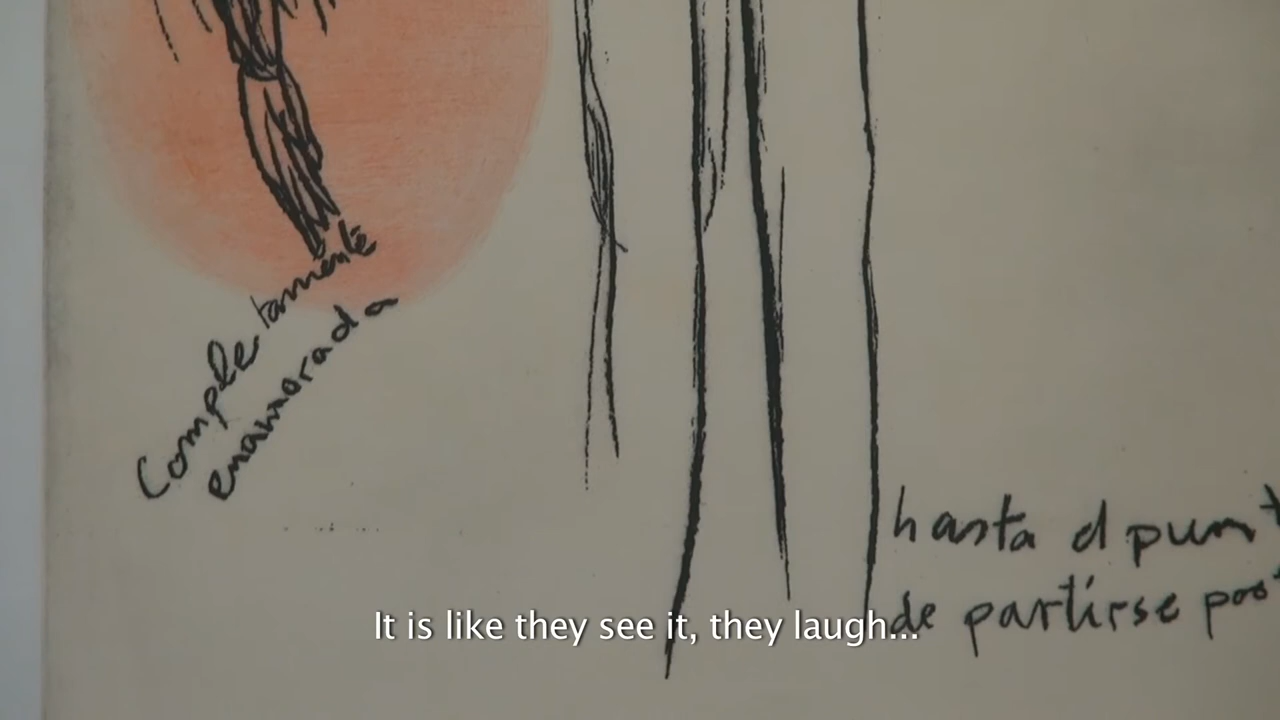 Completamente
enamorada
hasta el punt
de partirse po
It is like they see it, they laugh...